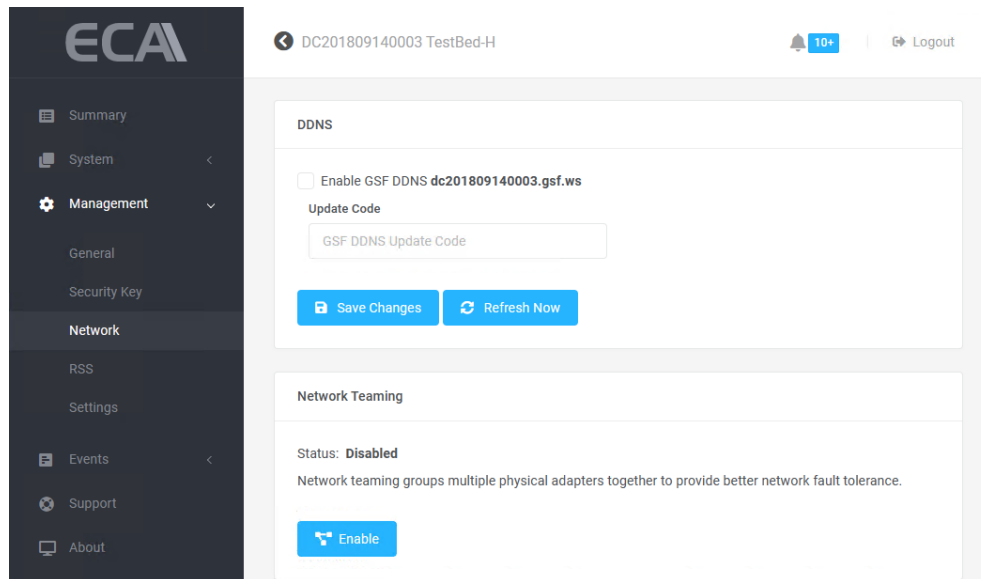 ECA
DC201809140003 TestBed-H
10+
Logout
Summary
System
Management
General
Security Key
Network
RSS
Settings
Events
Support
About
DDNS
Enable GSF DDNS dc201809140003.gsf.ws
Update Code
GSF DDNS Update Code
Save Changes
Refresh Now
Network Teaming
Status: Disabled
Network teaming groups multiple physical adapters together to provide better network fault tolerance.
Enable